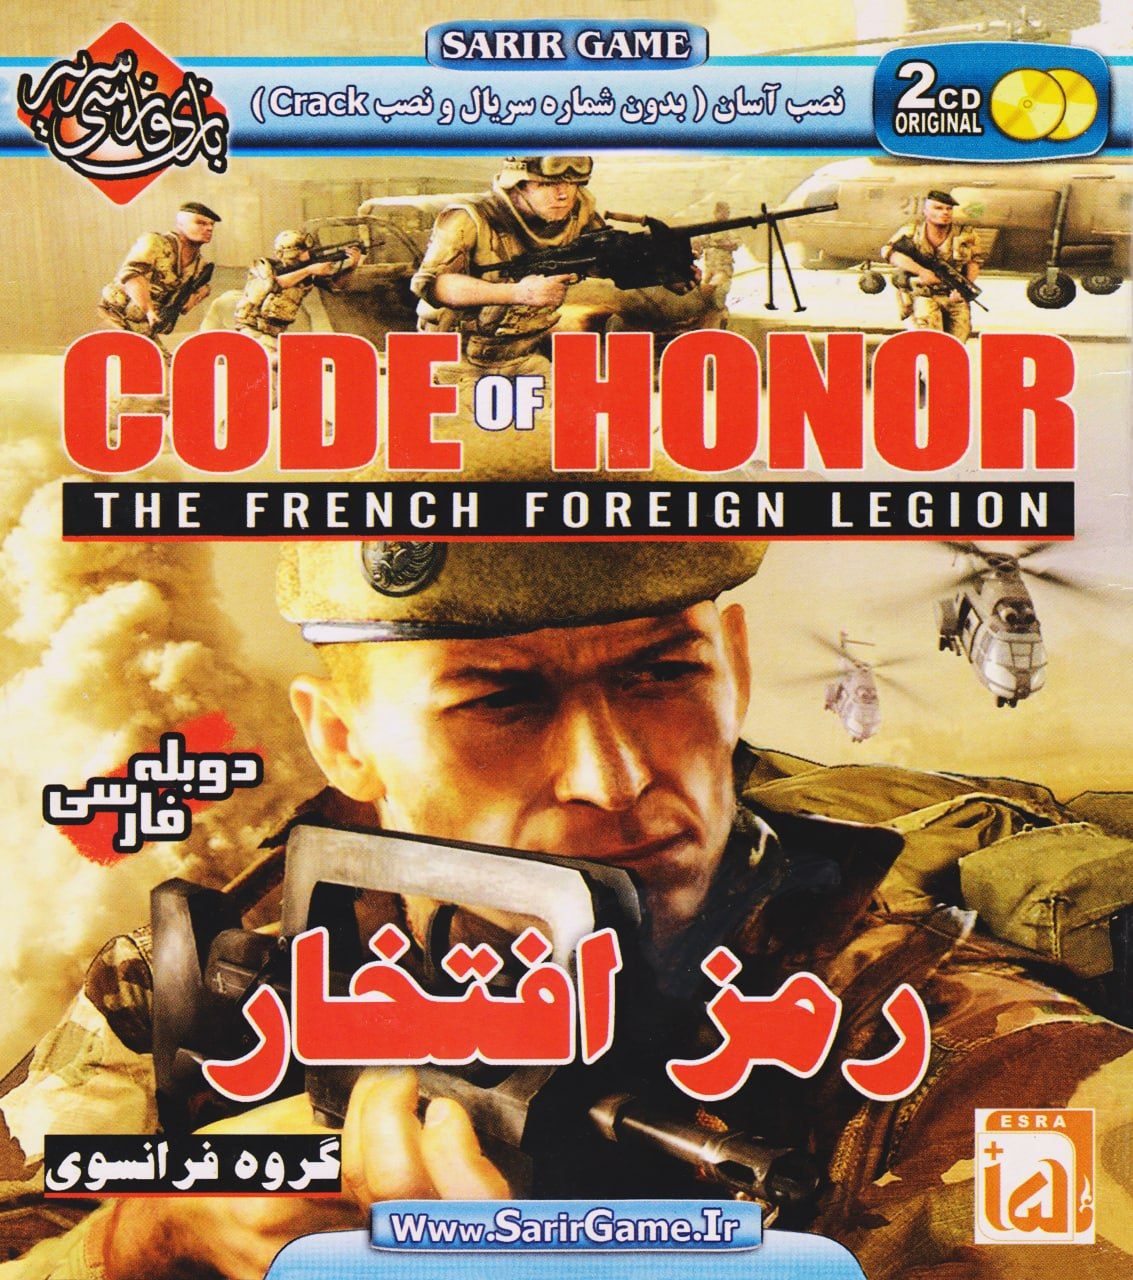 SARIR GAME
بازی فارسی سریر
نصب آسان ( بدون شماره سریال و نصب Crack )
2CD
ORIGINAL
CODE OF HONOR
THE FRENCH FOREIGN LEGION
دوبله
فارسی
رمز افتخار
گروه فرانسوی
ESRA
+15
Www.SarirGame.Ir